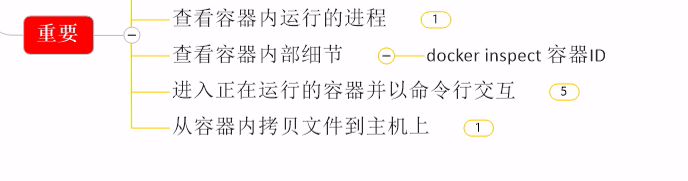 重要
查看容器内运行的进程 1
查看容器内部细节 docker inspect 容器ID
进入正在运行的容器并以命令行交互 5
从容器内拷贝文件到主机上 1